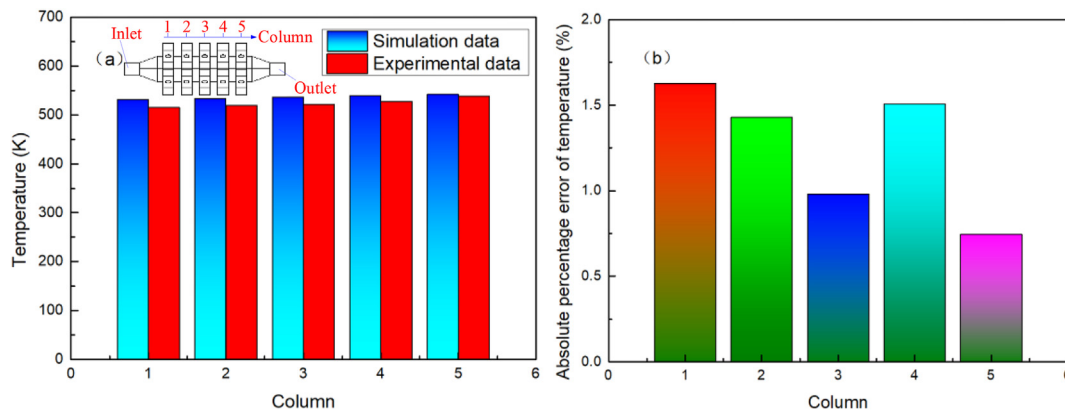 700
600
500
400
300
200
100
0
Temperature (K)
(a)
1 2 3 4 5
Column
Inlet
Outlet
Simulation data
Experimental data
0 1 2 3 4 5 6
Column
2.0
1.5
1.0
0.5
0.0
Absolute percentage error of temperature (%)
(b)
0 1 2 3 4 5 6
Column